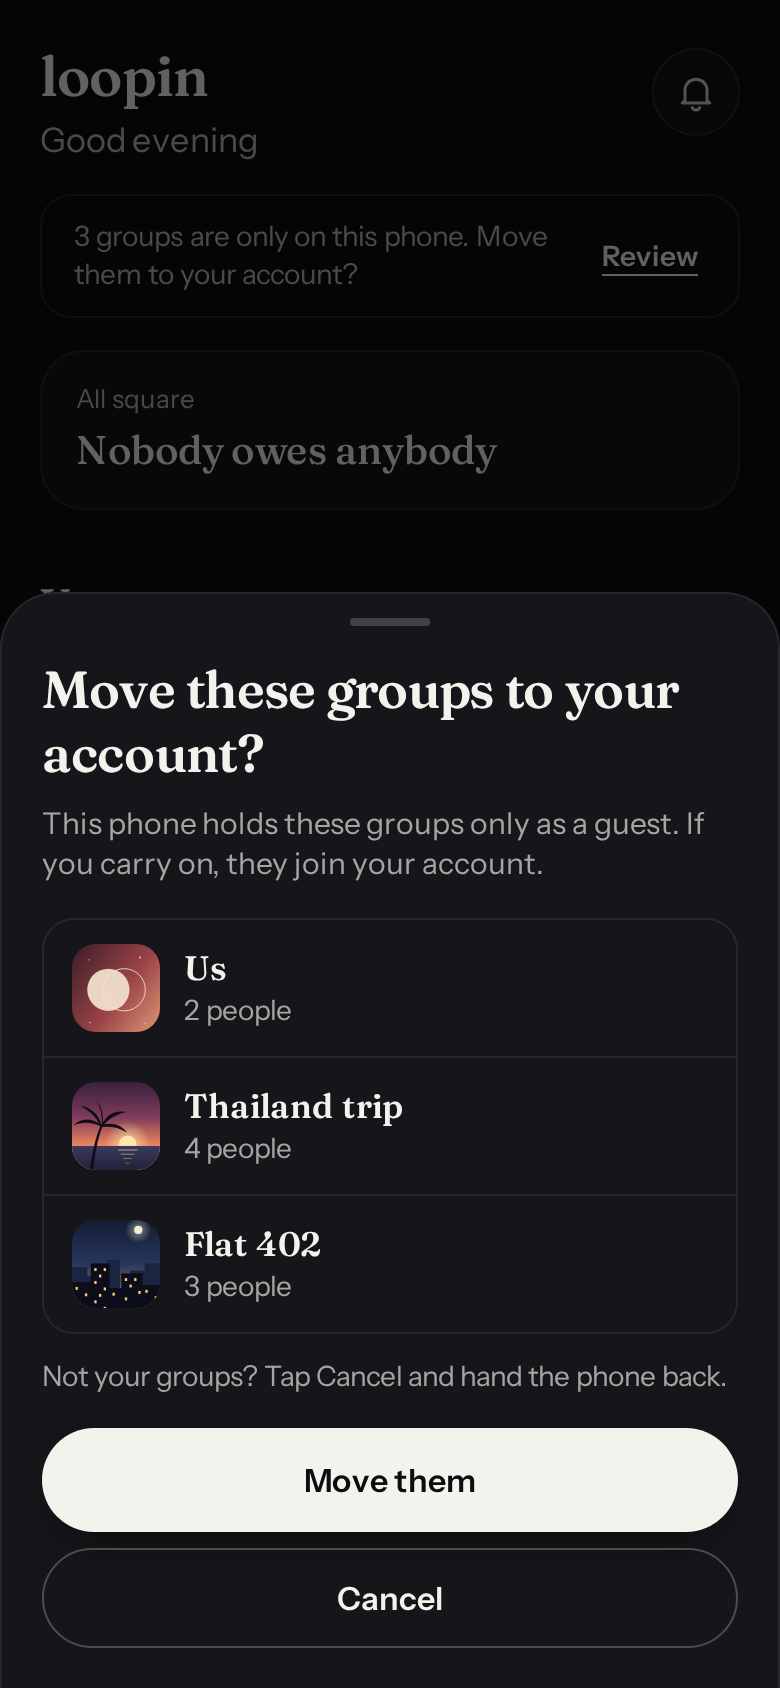 loopin
Good evening
3 groups are only on this phone. Move
them to your account?
Review
All square
Nobody owes anybody
Move these groups to your
account?
This phone holds these groups only as a guest. If
you carry on, they join your account.
Us
2 people
Thailand trip
4 people
Flat 402
3 people
Not your groups? Tap Cancel and hand the phone back.
Move them
Cancel